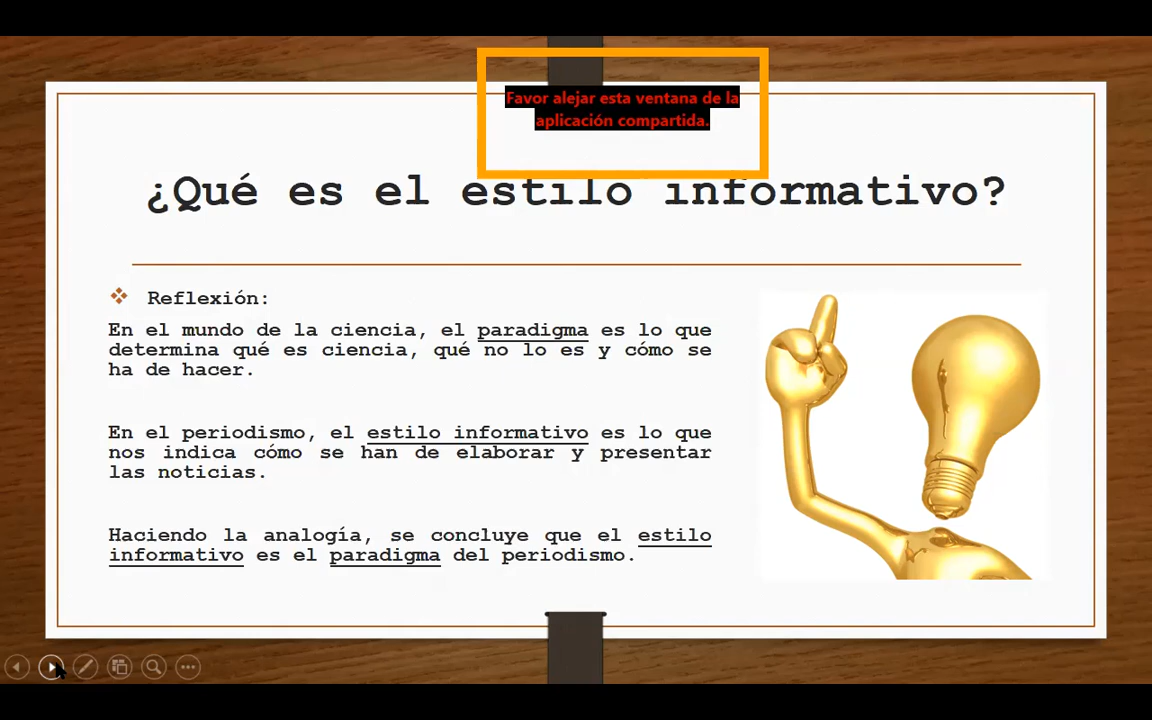 Favor alejar esta ventana de la
aplicación compartida.
¿Qué es el estilo informativo?
Reflexión:
En el mundo de la ciencia, el paradigma es lo que
determina qué es ciencia, qué no lo es y cómo se
ha de hacer.
En el periodismo, el estilo informativo es lo que
nos indica cómo se han de elaborar y presentar
las noticias.
Haciendo la analogía, se concluye que el estilo
informativo es el paradigma del periodismo.